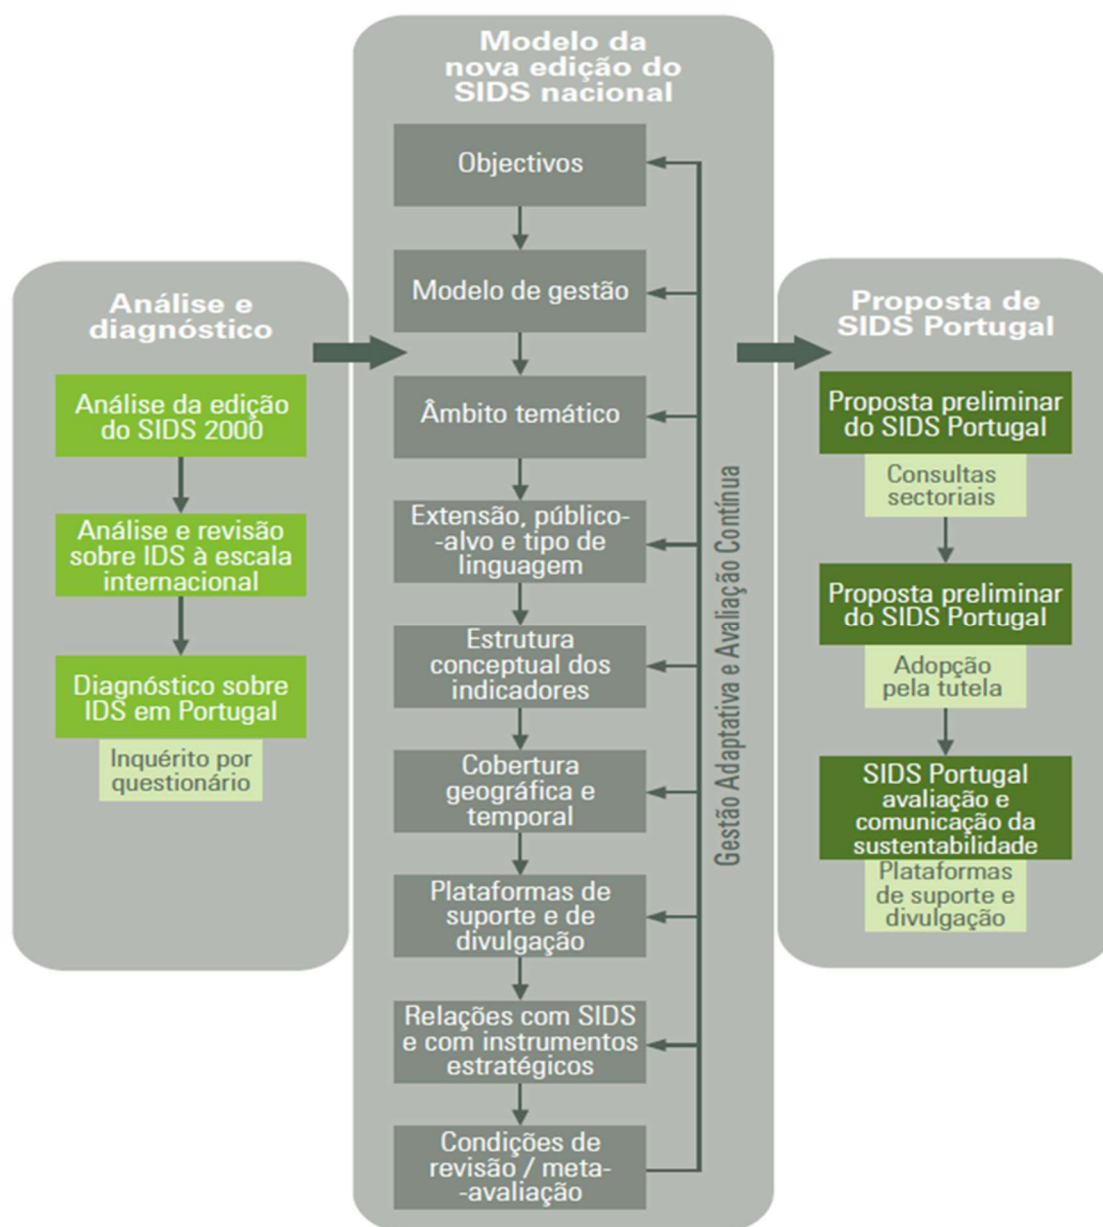 Análise e
diagnóstico
Análise da edição
do SIDS 2000
Análise e revisão
sobre IDS à escala
internacional
Diagnóstico sobre
IDS em Portugal
Inquérito por
questionário
Modelo da
nova edição do
SIDS nacional
Objectivos
Modelo de gestão
Âmbito temático
Extensão, público-
-alvo e tipo de
linguagem
Estrutura
conceptual dos
indicadores
Cobertura
geográfica e
temporal
Plataformas de
suporte e de
divulgação
Relações com SIDS
e com instrumentos
estratégicos
Condições de
revisão / meta-
-avaliação
Gestão Adaptativa e Avaliação Contínua
Proposta de
SIDS Portugal
Proposta preliminar
do SIDS Portugal
Consultas
sectoriais
Proposta preliminar
do SIDS Portugal
Adopção
pela tutela
SIDS Portugal
avaliação e
comunicação da
sustentabilidade
Plataformas
de suporte e
divulgação